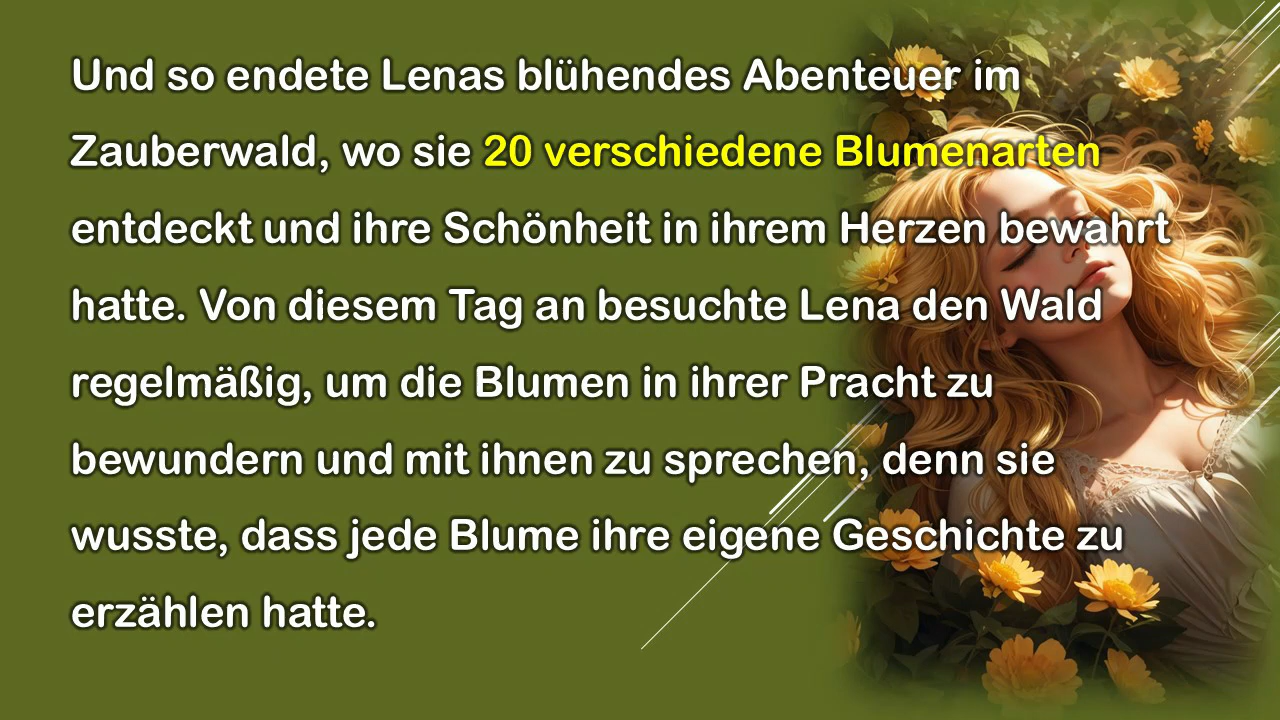 Und so endete Lenas blühendes Abenteuer im
Zauberwald, wo sie 20 verschiedene Blumenarten
entdeckt und ihre Schönheit in ihrem Herzen bewahrt
hatte. Von diesem Tag an besuchte Lena den Wald
regelmäßig, um die Blumen in ihrer Pracht zu
bewundern und mit ihnen zu sprechen, denn sie
wusste, dass jede Blume ihre eigene Geschichte zu
erzählen hatte.